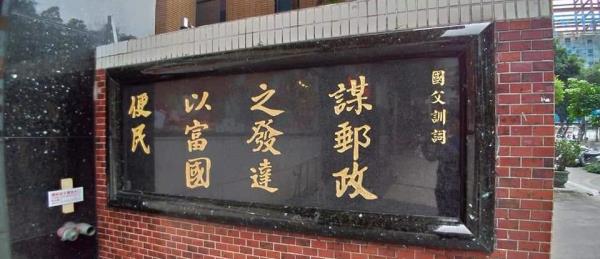 國父訓詞
謀郵政
之發達
以富國
便民